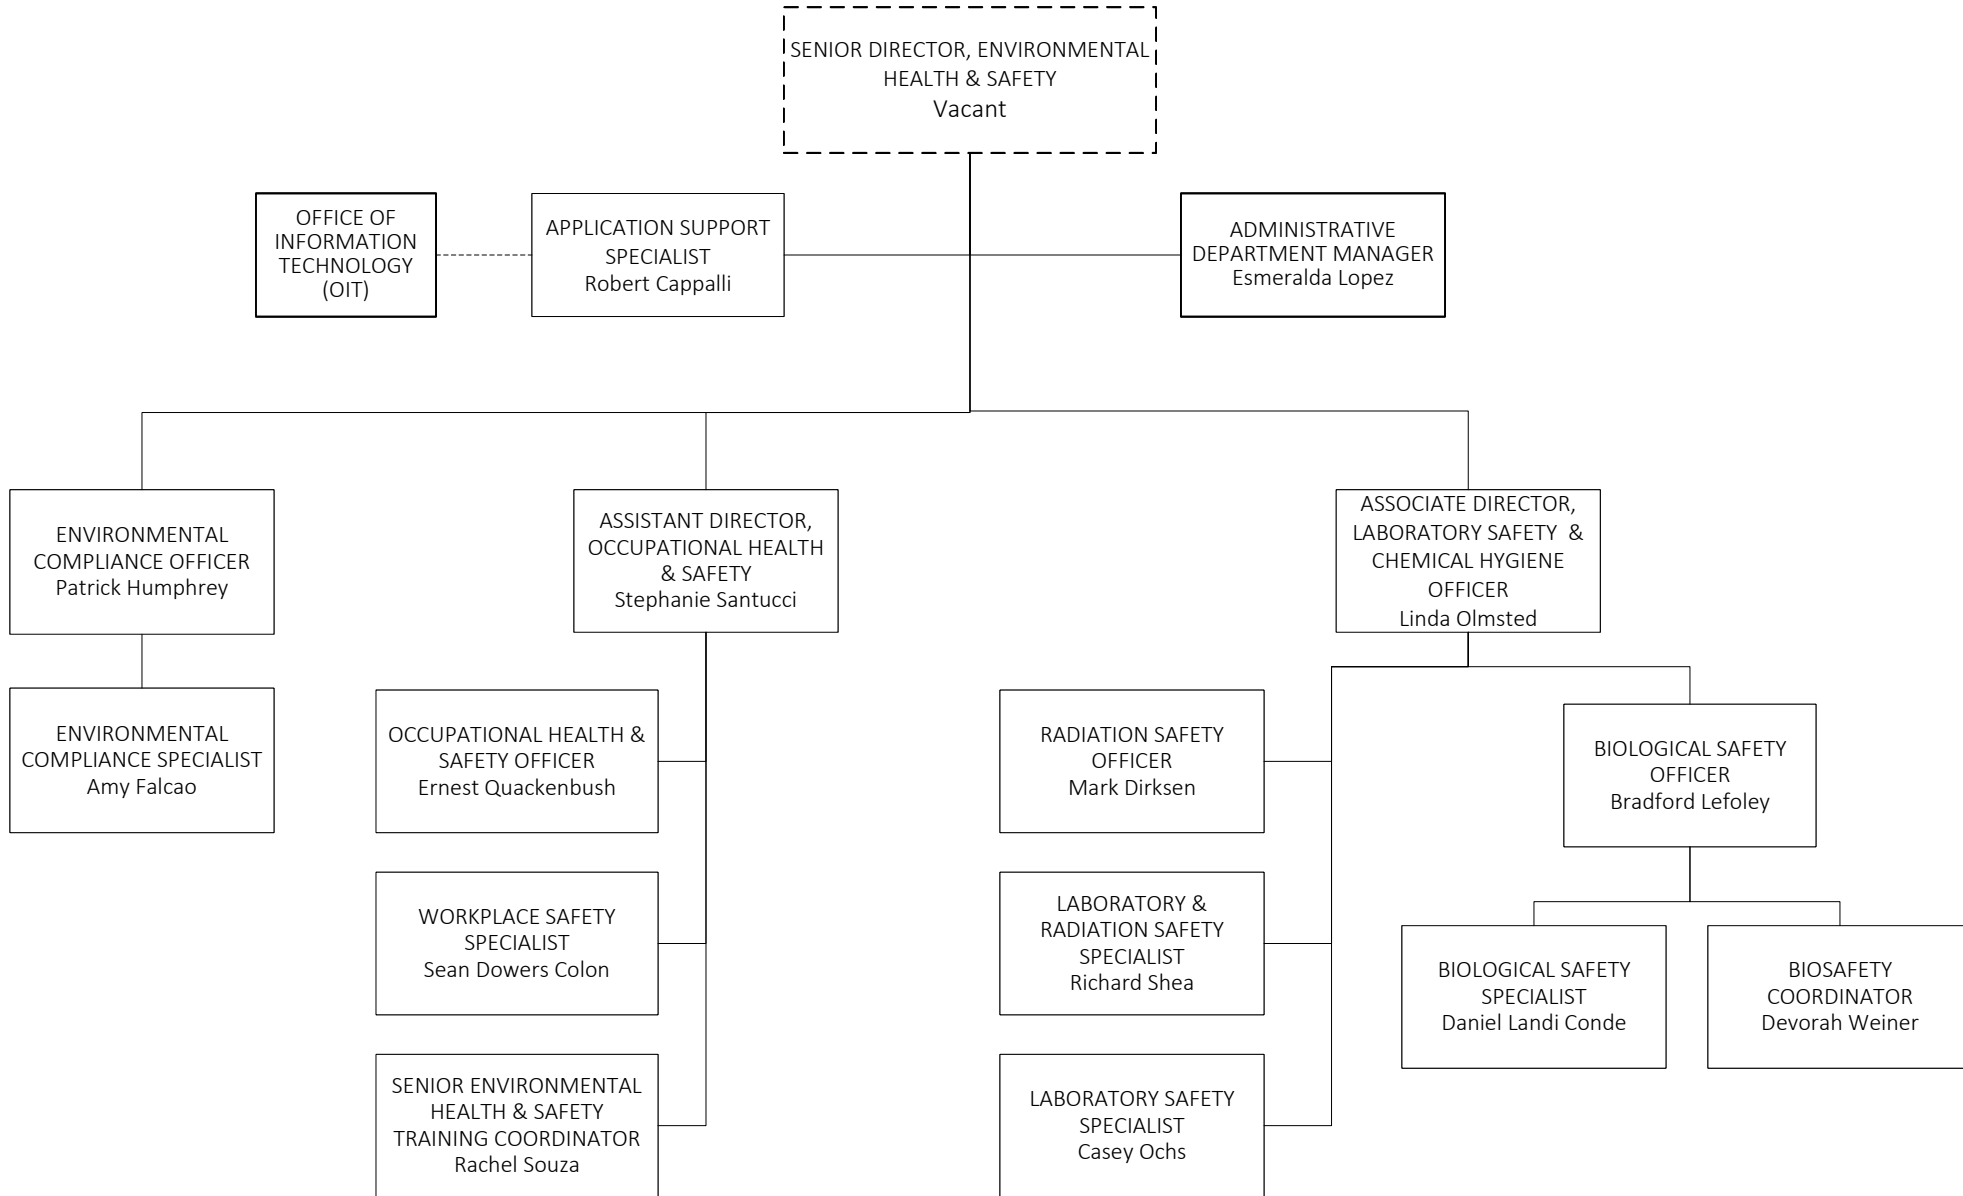 SENIOR DIRECTOR, ENVIRONMENTAL
HEALTH & SAFETY
Vacant
OFFICE OF
INFORMATION
TECHNOLOGY
(OIT)
APPLICATION SUPPORT
SPECIALIST
Robert Cappalli
ADMINISTRATIVE
DEPARTMENT MANAGER
Esmeralda Lopez
ENVIRONMENTAL
COMPLIANCE OFFICER
Patrick Humphrey
ASSISTANT DIRECTOR,
OCCUPATIONAL HEALTH
& SAFETY
Stephanie Santucci
ASSOCIATE DIRECTOR,
LABORATORY SAFETY &
CHEMICAL HYGIENE
OFFICER
Linda Olmsted
ENVIRONMENTAL
COMPLIANCE SPECIALIST
Amy Falcao
OCCUPATIONAL HEALTH &
SAFETY OFFICER
Ernest Quackenbush
RADIATION SAFETY
OFFICER
Mark Dirksen
BIOLOGICAL SAFETY
OFFICER
Bradford Lefoley
WORKPLACE SAFETY
SPECIALIST
Sean Dowers Colon
LABORATORY &
RADIATION SAFETY
SPECIALIST
Richard Shea
BIOLOGICAL SAFETY
SPECIALIST
Daniel Landi Conde
BIOSAFETY
COORDINATOR
Devorah Weiner
SENIOR ENVIRONMENTAL
HEALTH & SAFETY
TRAINING COORDINATOR
Rachel Souza
LABORATORY SAFETY
SPECIALIST
Casey Ochs